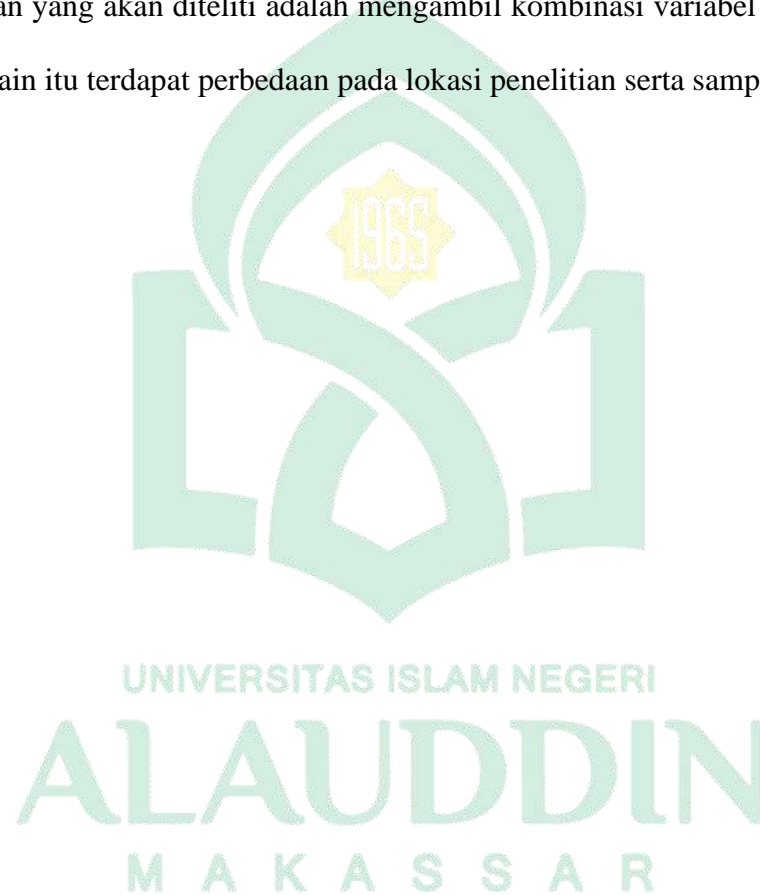 an yang akan diteliti adalah mengambil kombinasi variabel
ain itu terdapat perbedaan pada lokasi penelitian serta samp
1965
UNIVERSITAS ISLAM NEGERI
ALAUDDIN
MAKASSAR